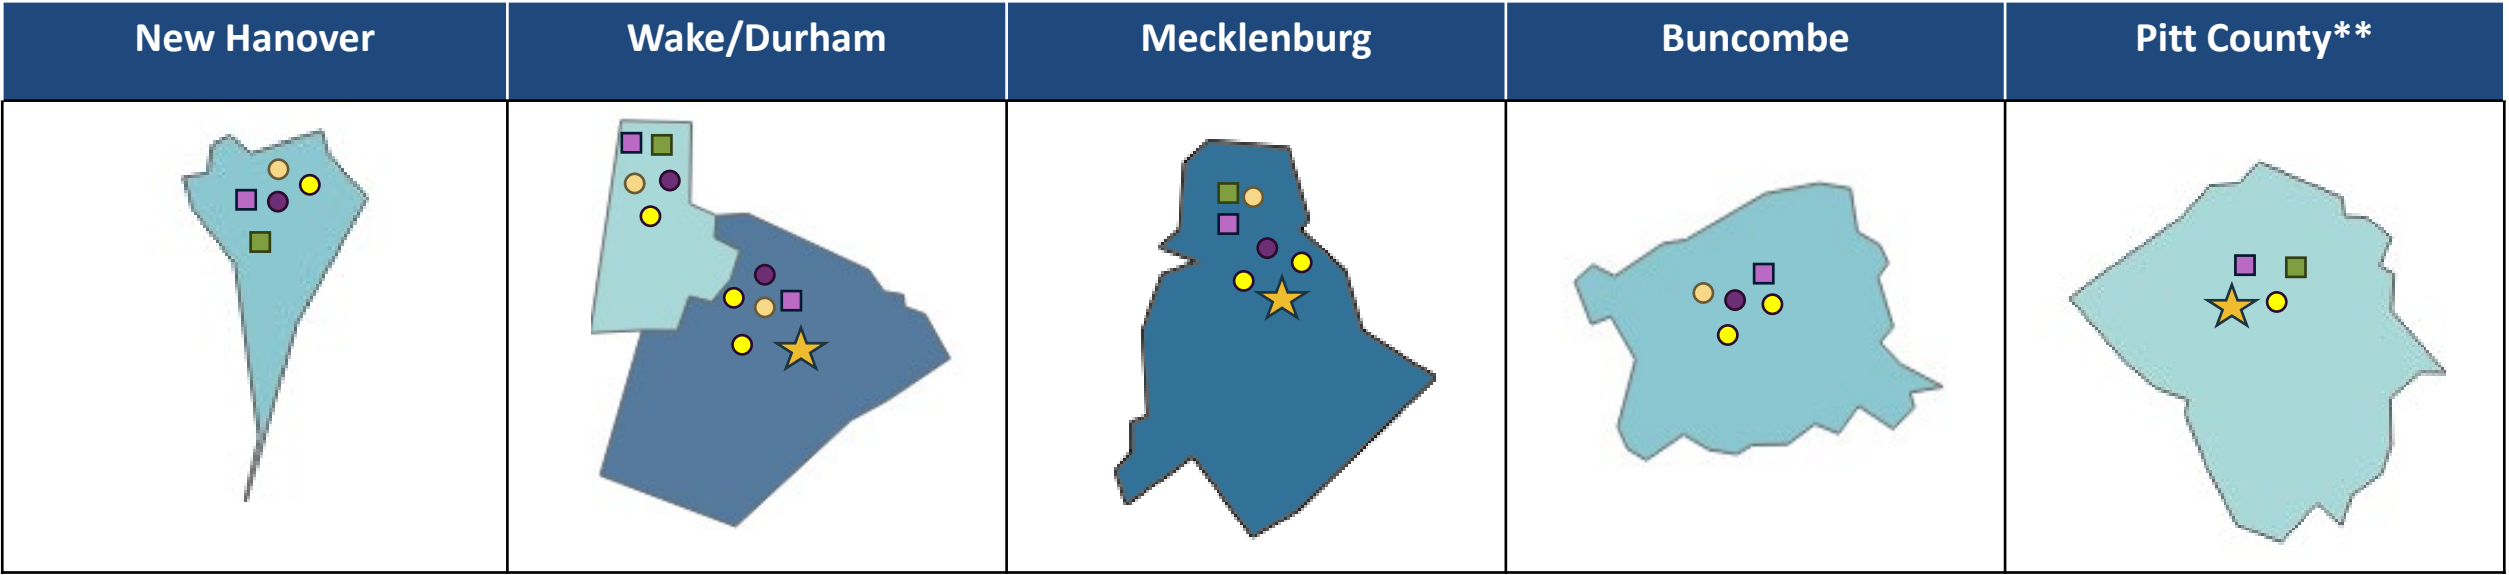 New Hanover
Wake/Durham
Mecklenburg
Buncombe
Pitt County**